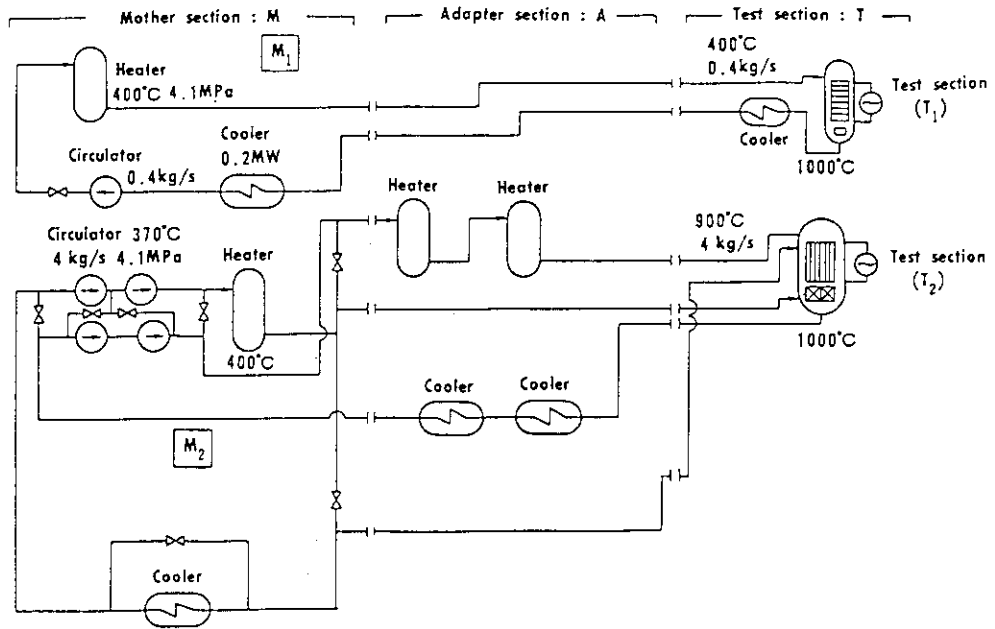 Mother section : M
Adapter section : A
Test section : T
M1
Heater
400°C 4.1MPa
400°C
0.4kg/s
Test section
(T1)
Cooler
1000°C
Cooler
0.2MW
Circulator
0.4kg/s
Heater
Heater
Circulator 370°C
4 kg/s 4.1MPa
Heater
400°C
900°C
4 kg/s
Test section
(T2)
1000°C
Cooler
Cooler
M2
Cooler